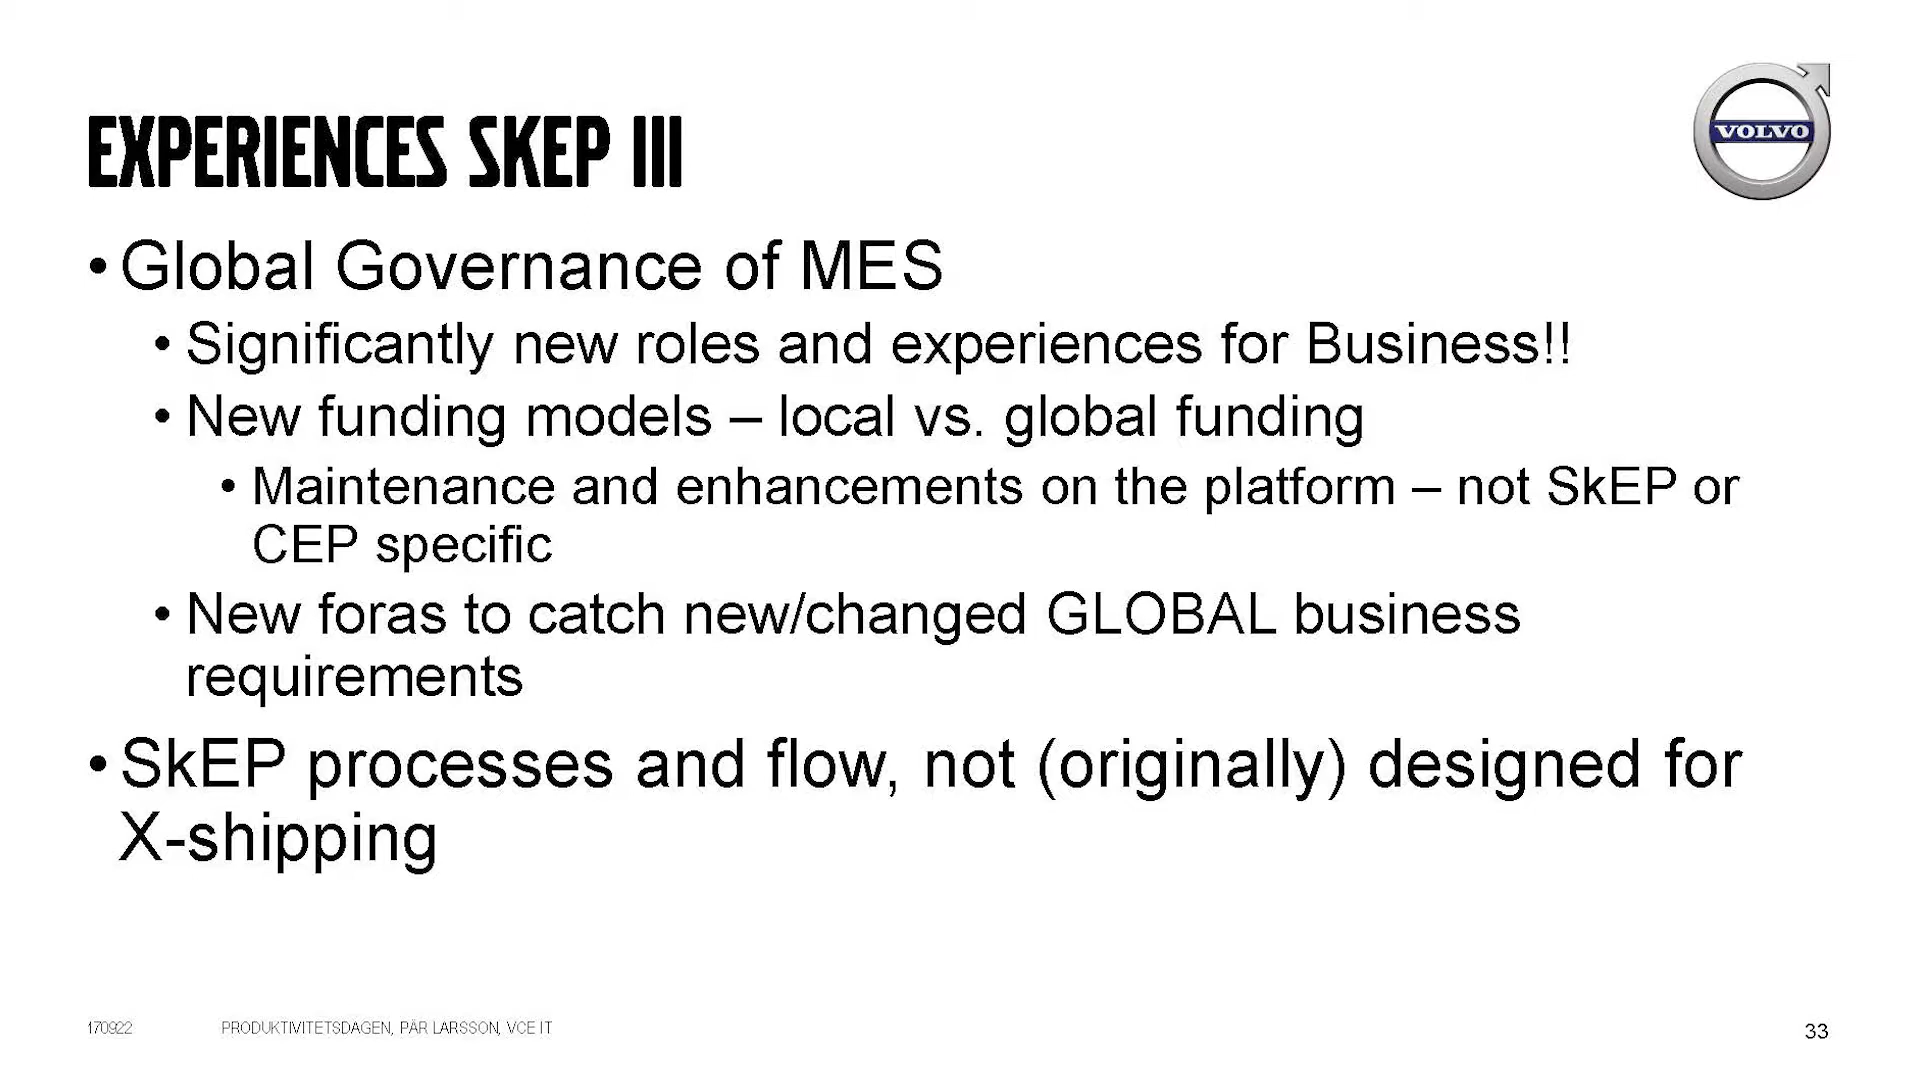 EXPERIENCES SKEP III
VOLVO
• Global Governance of MES
• Significantly new roles and experiences for Business!!
• New funding models – local vs. global funding
• Maintenance and enhancements on the platform – not SkEP or
CEP specific
• New foras to catch new/changed GLOBAL business
requirements
• SkEP processes and flow, not (originally) designed for
X-shipping
170922 PRODUKTIVITETSDAGEN, PÄR LARSSON, VCE IT 33